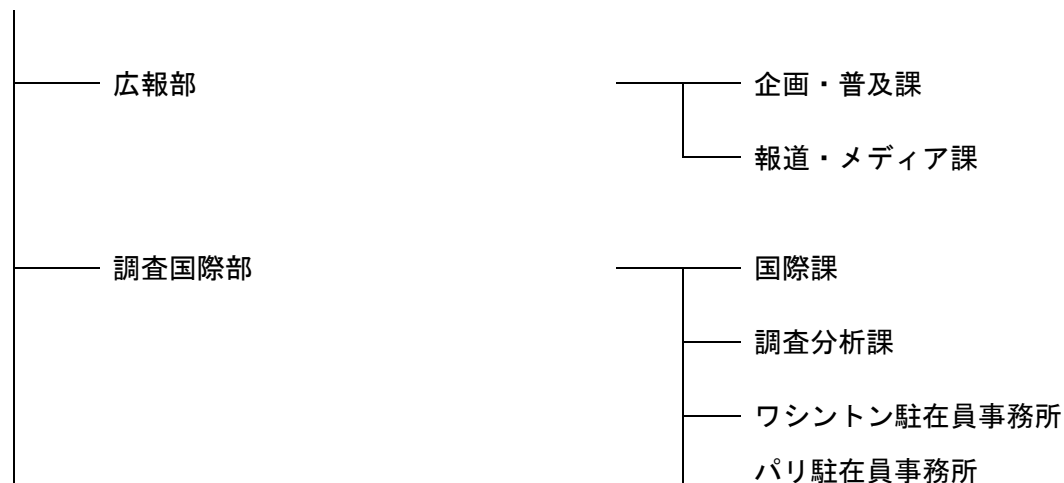 広報部
企画・普及課
報道・メディア課
調査国際部
国際課
調査分析課
ワシントン駐在員事務所
パリ駐在員事務所